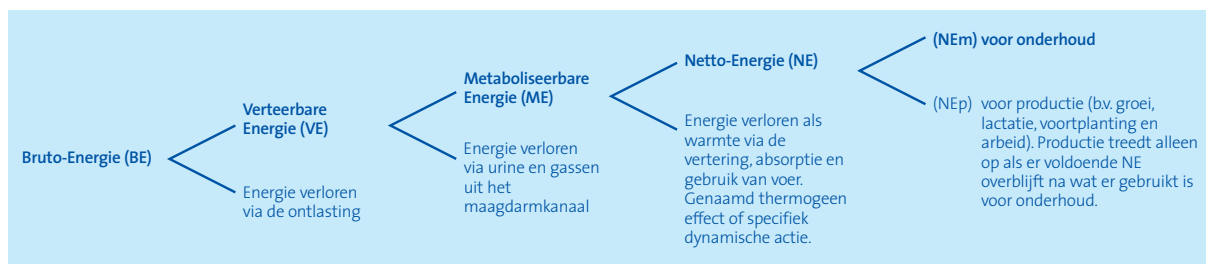 Bruto-Energie (BE)
Verteerbare
Energie (VE)
Energie verloren
via de ontlasting
Metaboliseerbare
Energie (ME)
Energie verloren
via urine en gassen
uit het
maagdarmkanaal
Netto-Energie (NE)
Energie verloren als
warmte via de
vertering, absorptie en
gebruik van voer.
Genaamd thermogeen
effect of specifiek
dynamische actie.
(NEm) voor onderhoud
(NEp) voor productie (b.v. groei,
lactatie, voortplanting en
arbeid). Productie treedt alleen
op als er voldoende NE
overblijft na wat er gebruikt is
voor onderhoud.